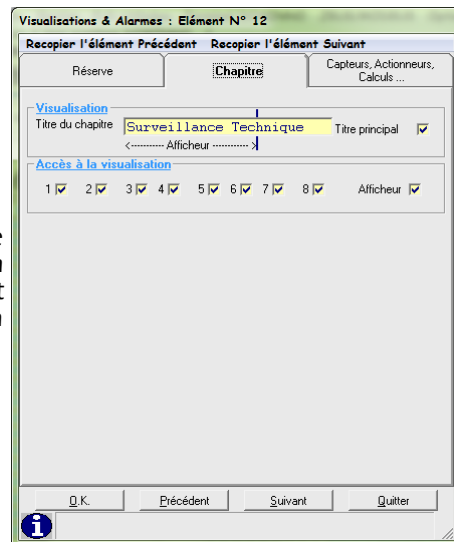 Visualisations & Alarmes : Elément N° 12
Recopier l'élément Précédent Recopier l'élément Suivant
Réserve Chapitre Capteurs, Actionneurs, Calculs ...
Visualisation
Titre du chapitre Surveillance Technique Titre principal
<---------- Afficheur ---------->
Accès à la visualisation
1 2 3 4 5 6 7 8 Afficheur
O.K. Précédent Suivant Quitter